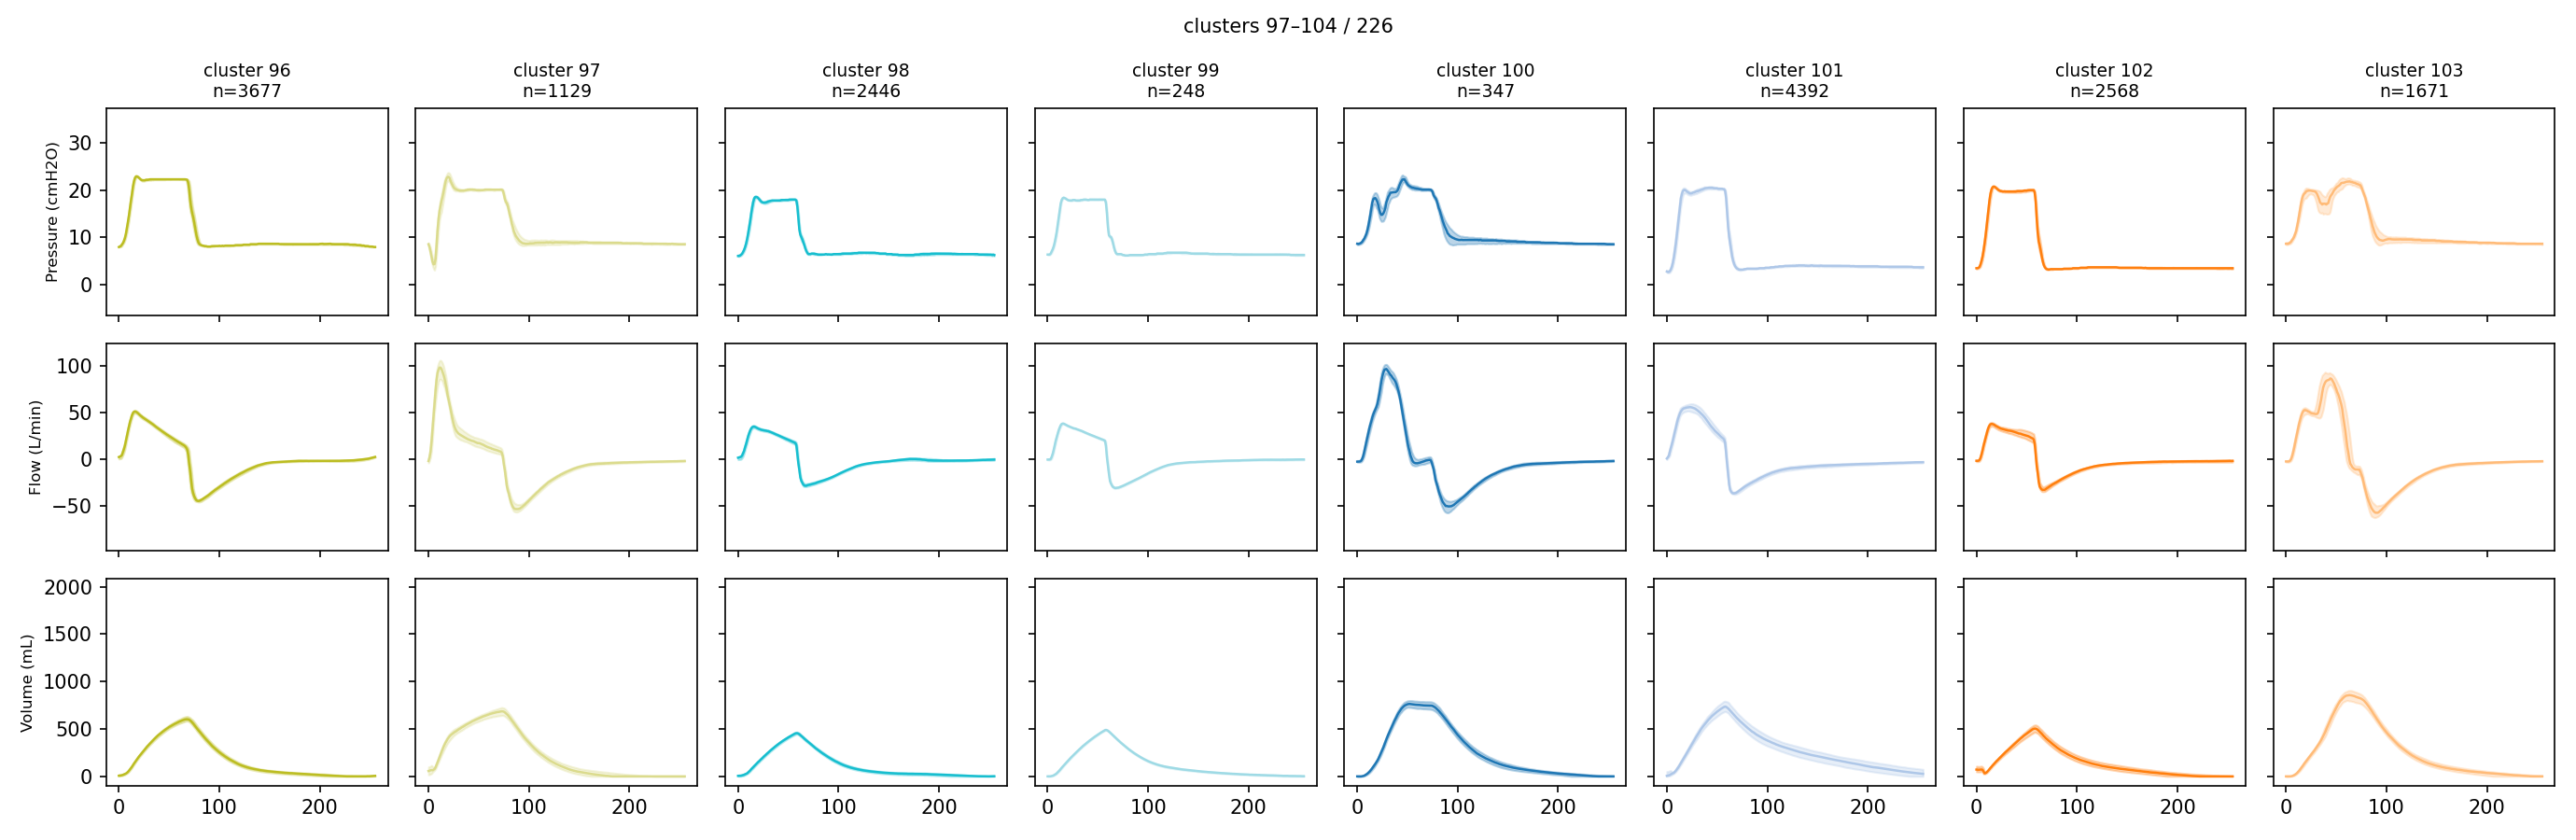 clusters 97–104 / 226
cluster 96
n=3677
cluster 97
n=1129
cluster 98
n=2446
cluster 99
n=248
cluster 100
n=347
cluster 101
n=4392
cluster 102
n=2568
cluster 103
n=1671
Pressure (cmH2O)
30
20
10
0
0 100 200
0 100 200
0 100 200
0 100 200
0 100 200
0 100 200
0 100 200
0 100 200
Flow (L/min)
100
50
0
−50
Volume (mL)
2000
1500
1000
500
0